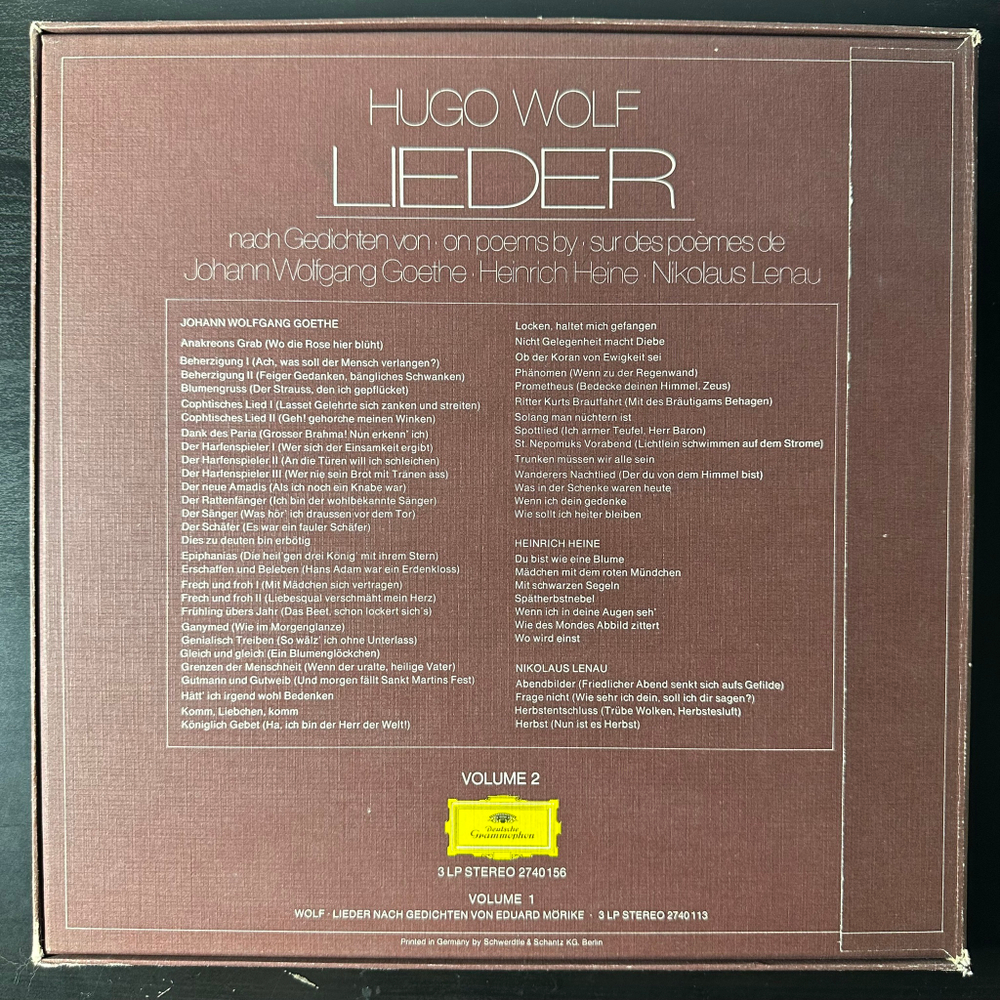 HUGO WOLF
LIEDER
nach Gedichten von · on poems by · sur des poèmes de
Johann Wolfgang Goethe · Heinrich Heine · Nikolaus Lenau
JOHANN WOLFGANG GOETHE
Anakreons Grab (Wo die Rose hier blüht)
Beherzigung I (Ach, was soll der Mensch verlangen?)
Beherzigung II (Feiger Gedanken, bängliches Schwanken)
Blumengruss (Der Strauss, den ich gepflücket)
Cophtisches Lied I (Lasset Gelehrte sich zanken und streiten)
Cophtisches Lied II (Geh! gehorche meinen Winken)
Dank des Paria (Grosser Brahma! Nun erkenn' ich)
Der Harfenspieler I (Wer sich der Einsamkeit ergibt)
Der Harfenspieler II (An die Türen will ich schleichen)
Der Harfenspieler III (Wer nie sein Brot mit Tränen ass)
Der neue Amadis (Als ich noch ein Knabe war)
Der Rattenfänger (Ich bin der wohlbekannte Sänger)
Der Sänger (Was hör' ich draussen vor dem Tor)
Der Schäfer (Es war ein fauler Schäfer)
Dies zu deuten bin erbötig
Epiphanias (Die heil'gen drei König' mit ihrem Stern)
Erschaffen und Beleben (Hans Adam war ein Erdenkloss)
Frech und froh I (Mit Mädchen sich vertragen)
Frech und froh II (Liebesqual verschmäht mein Herz)
Frühling übers Jahr (Das Beet, schon lockert sich's)
Ganymed (Wie im Morgenglanze)
Genialisch Treiben (So wälz' ich ohne Unterlass)
Gleich und gleich (Ein Blumenglöckchen)
Grenzen der Menschheit (Wenn der uralte, heilige Vater)
Gutmann und Gutweib (Und morgen fällt Sankt Martins Fest)
Hätt' ich irgend wohl Bedenken
Komm, Liebchen, komm
Königlich Gebet (Ha, ich bin der Herr der Welt!)
Locken, haltet mich gefangen
Nicht Gelegenheit macht Diebe
Ob der Koran von Ewigkeit sei
Phänomen (Wenn zu der Regenwand)
Prometheus (Bedecke deinen Himmel, Zeus)
Ritter Kurts Brautfahrt (Mit des Bräutigams Behagen)
Solang man nüchtern ist
Spottlied (Ich armer Teufel, Herr Baron)
St. Nepomuks Vorabend (Lichtlein schwimmen auf dem Strome)
Trunken müssen wir alle sein
Wanderers Nachtlied (Der du von dem Himmel bist)
Was in der Schenke waren heute
Wenn ich dein gedenke
Wie sollt ich heiter bleiben
HEINRICH HEINE
Du bist wie eine Blume
Mädchen mit dem roten Mündchen
Mit schwarzen Segeln
Spätherbstnebel
Wenn ich in deine Augen seh'
Wie des Mondes Abbild zittert
Wo wird einst
NIKOLAUS LENAU
Abendbilder (Friedlicher Abend senkt sich aufs Gefilde)
Frage nicht (Wie sehr ich dein, soll ich dir sagen?)
Herbstentschluss (Trübe Wolken, Herbstesluft)
Herbst (Nun ist es Herbst)
VOLUME 2
Deutsche
Grammophon
3 LP STEREO 2740156
VOLUME 1
WOLF · LIEDER NACH GEDICHTEN VON EDUARD MÖRIKE · 3 LP STEREO 2740 113
Printed in Germany by Schwerdtle & Schantz KG. Berlin